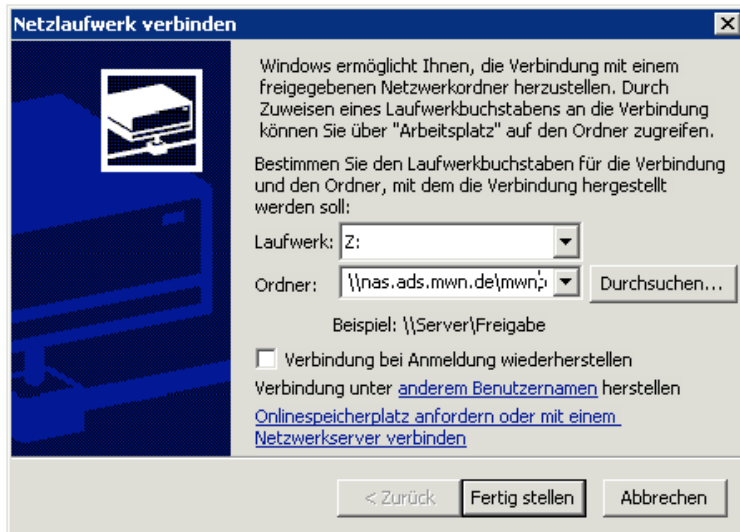 Netzlaufwerk verbinden
Windows ermöglicht Ihnen, die Verbindung mit einem
freigegebenen Netzwerkordner herzustellen. Durch
Zuweisen eines Laufwerkbuchstabens an die Verbindung
können Sie über "Arbeitsplatz" auf den Ordner zugreifen.
Bestimmen Sie den Laufwerkbuchstaben für die Verbindung
und den Ordner, mit dem die Verbindung hergestellt
werden soll:
Laufwerk: Z:
Ordner: \\nas.ads.mwn.de\mwn Durchsuchen...
Beispiel: \\Server\Freigabe
Verbindung bei Anmeldung wiederherstellen
Verbindung unter anderem Benutzernamen herstellen
Onlinespeicherplatz anfordern oder mit einem
Netzwerkserver verbinden
< Zurück Fertig stellen Abbrechen